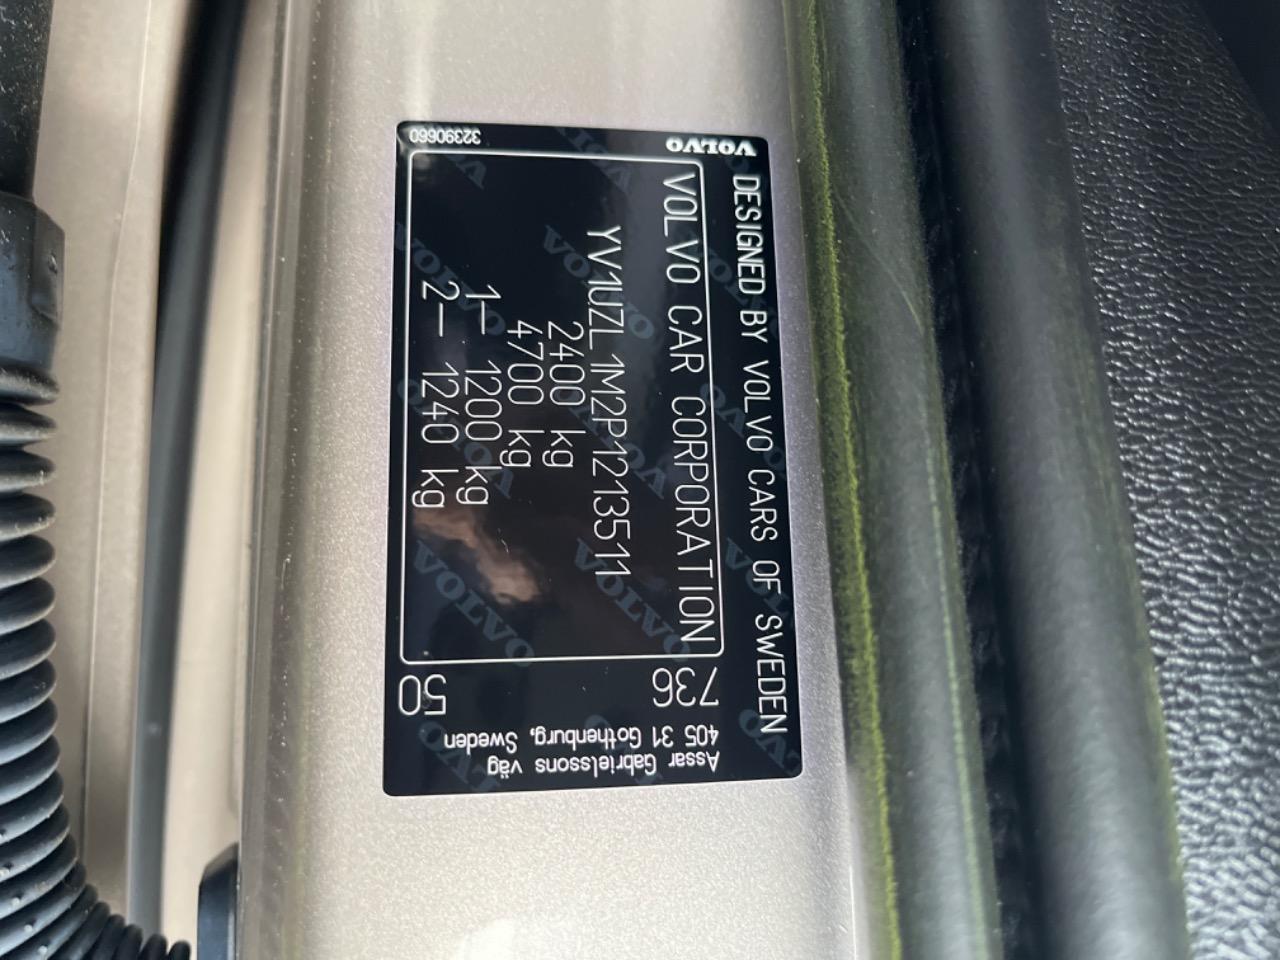 DESIGNED BY VOLVO CARS OF SWEDEN
VOLVO CAR CORPORATION
YV1UZL1M2P1213511
2400 kg
4700 kg
1– 1200 kg
2– 1240 kg
VOLVO
32390660
736
50
Assar Gabrielssons väg
405 31 Gothenburg, Sweden